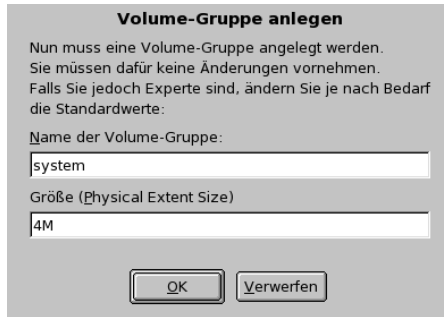 Volume-Gruppe anlegen
Nun muss eine Volume-Gruppe angelegt werden.
Sie müssen dafür keine Änderungen vornehmen.
Falls Sie jedoch Experte sind, ändern Sie je nach Bedarf
die Standardwerte:
Name der Volume-Gruppe:
system
Größe (Physical Extent Size)
4M
OK
Verwerfen